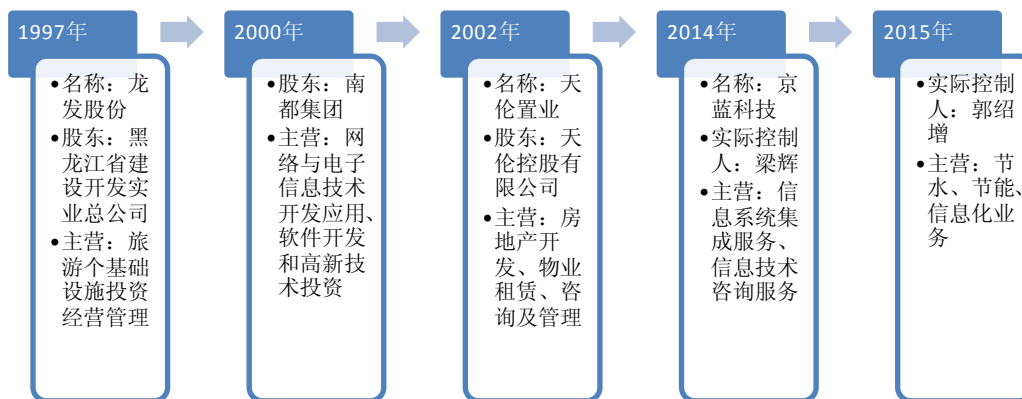 1997年
•名称：龙
发股份
•股东：黑
龙江省建
设开发实
业总公司
•主营：旅
游个基础
设施投资
经营管理
2000年
•股东：南
都集团
•主营：网
络与电子
信息技术
开发应用、
软件开发
和高新技
术投资
2002年
•名称：天
伦置业
•股东：天
伦控股有
限公司
•主营：房
地产开
发、物业
租赁、咨
询及管理
2014年
•名称：京
蓝科技
•实际控制
人：梁辉
•主营：信
息系统集
成服务、
信息技术
咨询服务
2015年
•实际控制
人：郭绍
增
•主营：节
水、节能、
信息化业
务